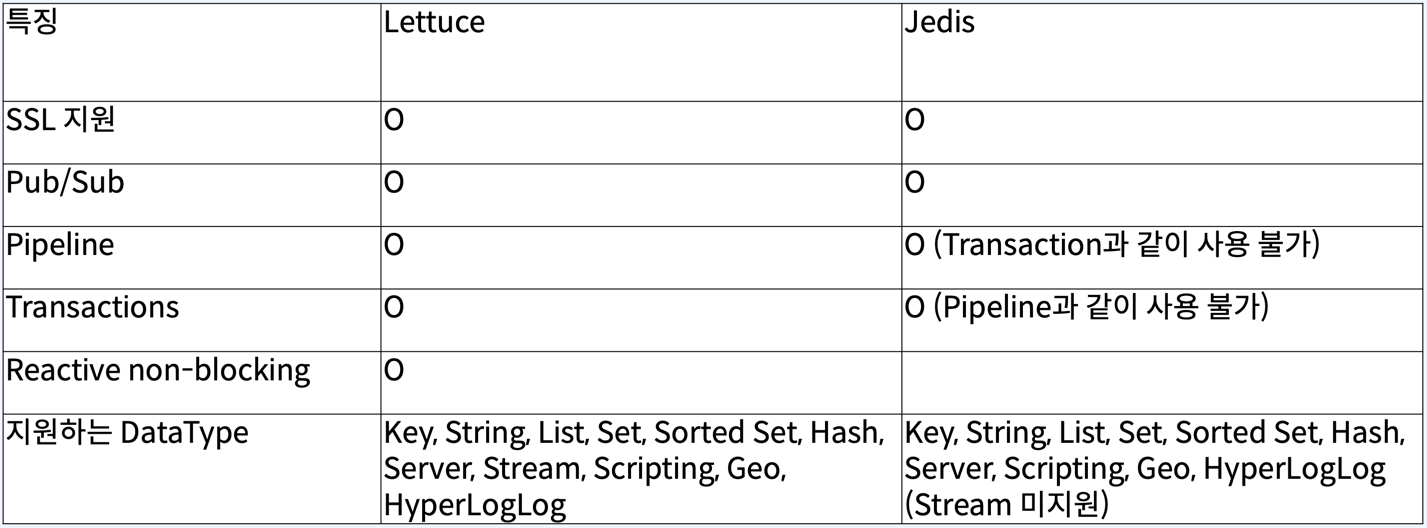 특징 Lettuce Jedis
SSL 지원 O O
Pub/Sub O O
Pipeline O O (Transaction과 같이 사용 불가)
Transactions O O (Pipeline과 같이 사용 불가)
Reactive non-blocking O
지원하는 DataType Key, String, List, Set, Sorted Set, Hash, Key, String, List, Set, Sorted Set, Hash,
Server, Stream, Scripting, Geo, Server, Scripting, Geo, HyperLogLog
HyperLogLog (Stream 미지원)